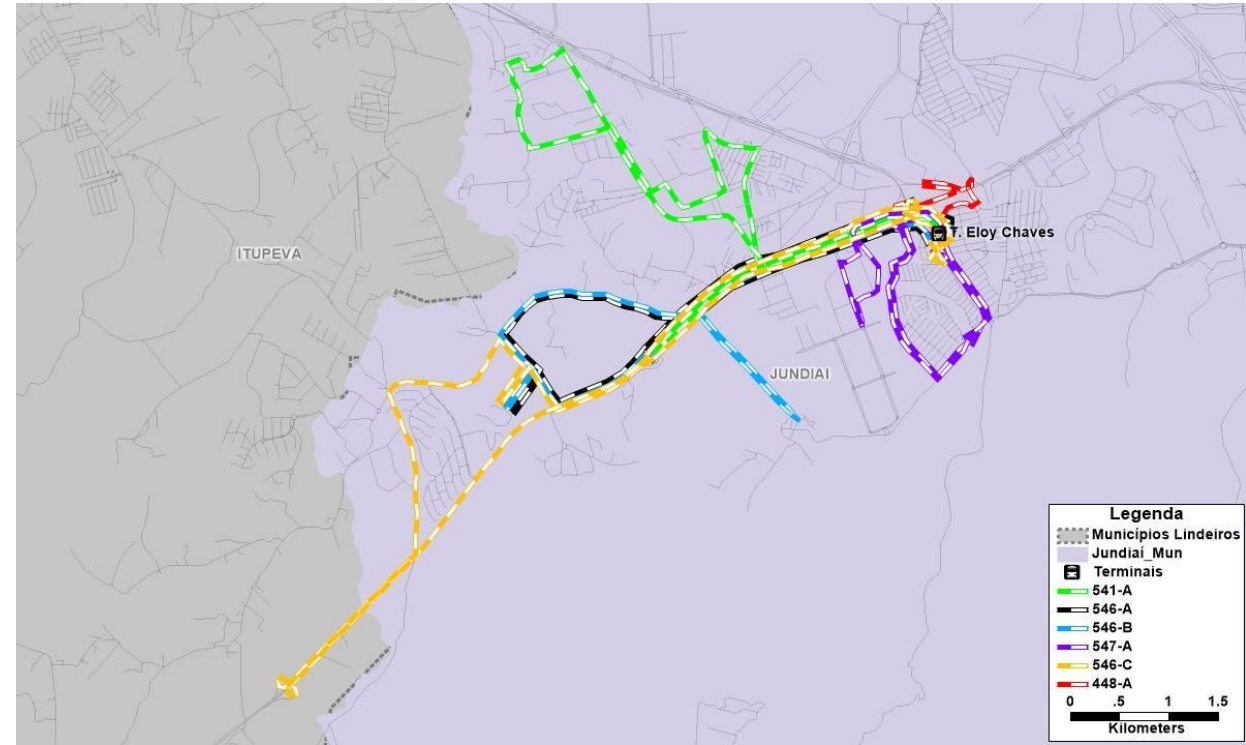 ITUPEVA
T. Eloy Chaves
JUNDIAI
Legenda
Municípios Lindeiros
Jundiaí_Mun
Terminais
541-A
546-A
546-B
547-A
546-C
448-A
0 .5 1 1.5
Kilometers